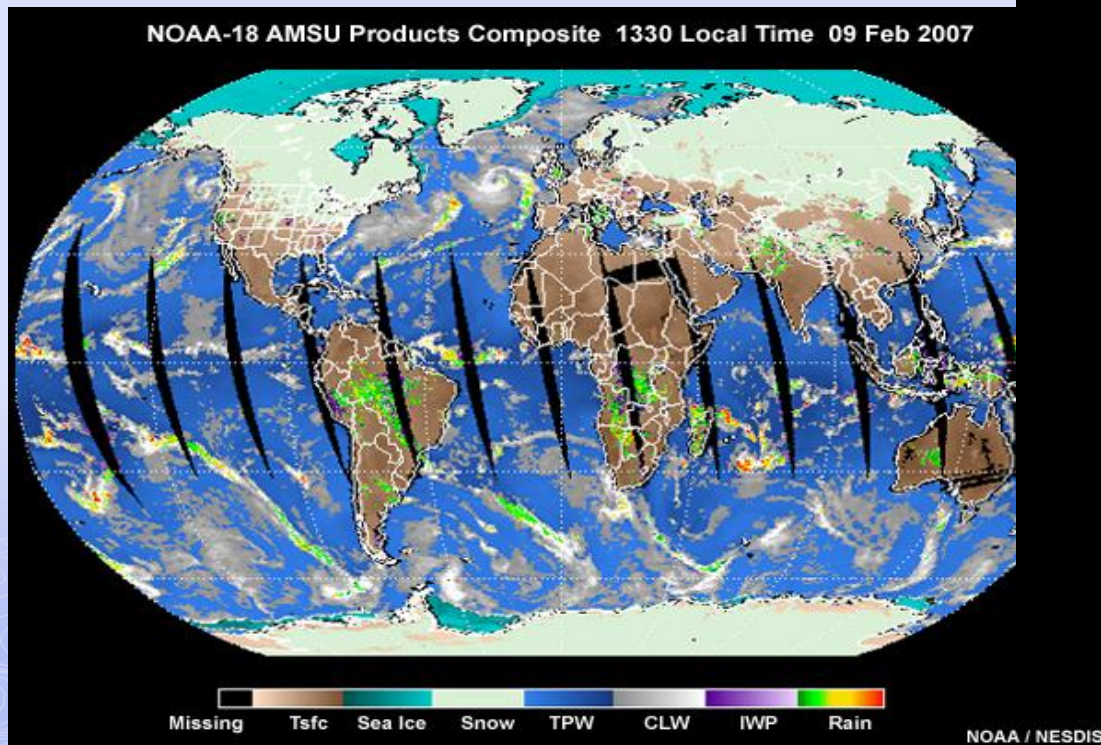 NOAA-18 AMSU Products Composite 1330 Local Time 09 Feb 2007
Missing Tsfc Sea Ice Snow TPW CLW IWP Rain
NOAA / NESDIS